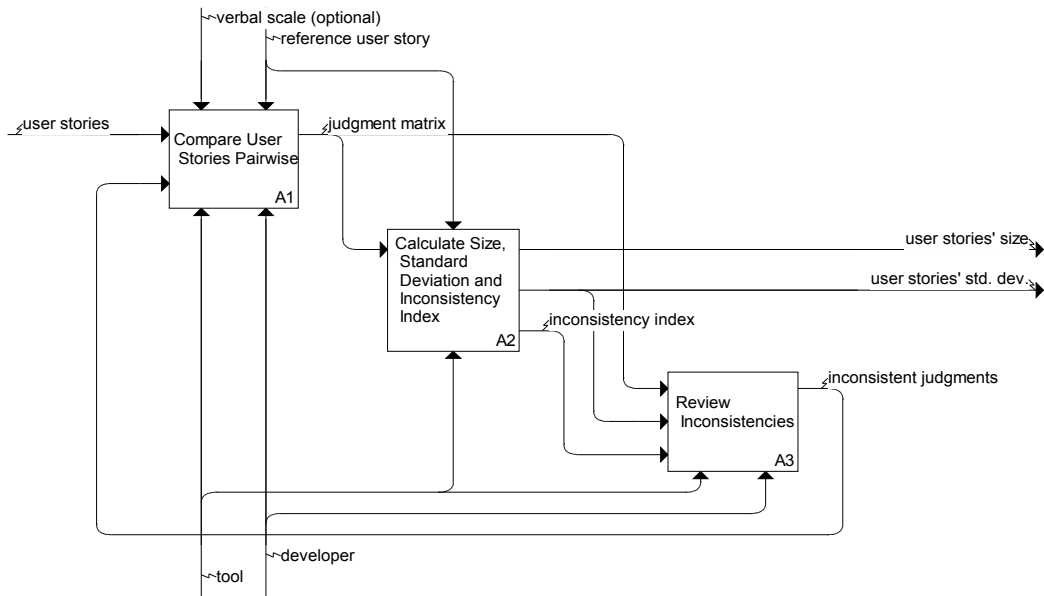 verbal scale (optional)
reference user story
user stories
judgment matrix
Compare User
Stories Pairwise
A1
Calculate Size,
Standard
Deviation and
Inconsistency
Index
A2
user stories' size
user stories' std. dev.
inconsistency index
inconsistent judgments
Review
Inconsistencies
A3
developer
tool